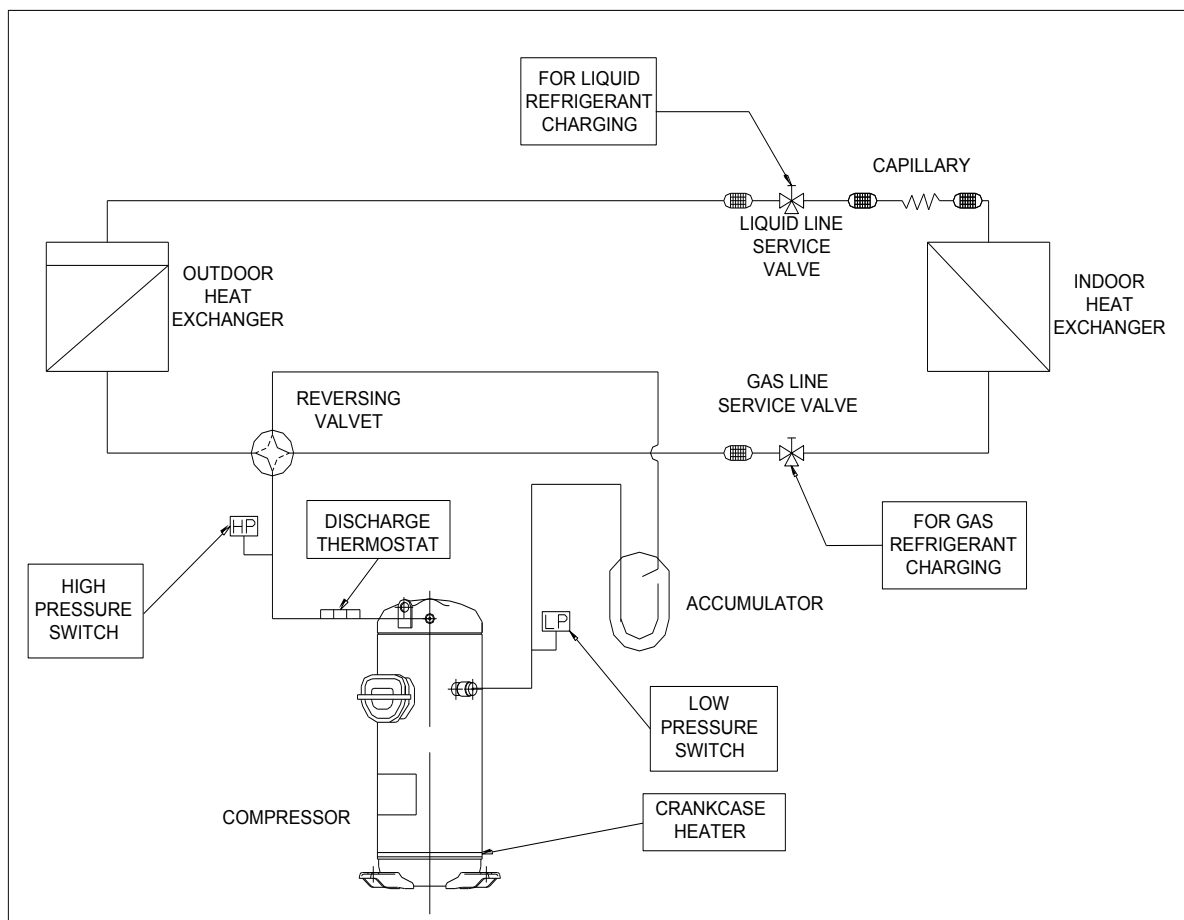 FOR LIQUID
REFRIGERANT
CHARGING
CAPILLARY
LIQUID LINE
SERVICE
VALVE
OUTDOOR
HEAT
EXCHANGER
INDOOR
HEAT
EXCHANGER
REVERSING
VALVET
GAS LINE
SERVICE VALVE
HP
DISCHARGE
THERMOSTAT
FOR GAS
REFRIGERANT
CHARGING
HIGH
PRESSURE
SWITCH
ACCUMULATOR
LP
LOW
PRESSURE
SWITCH
COMPRESSOR
CRANKCASE
HEATER